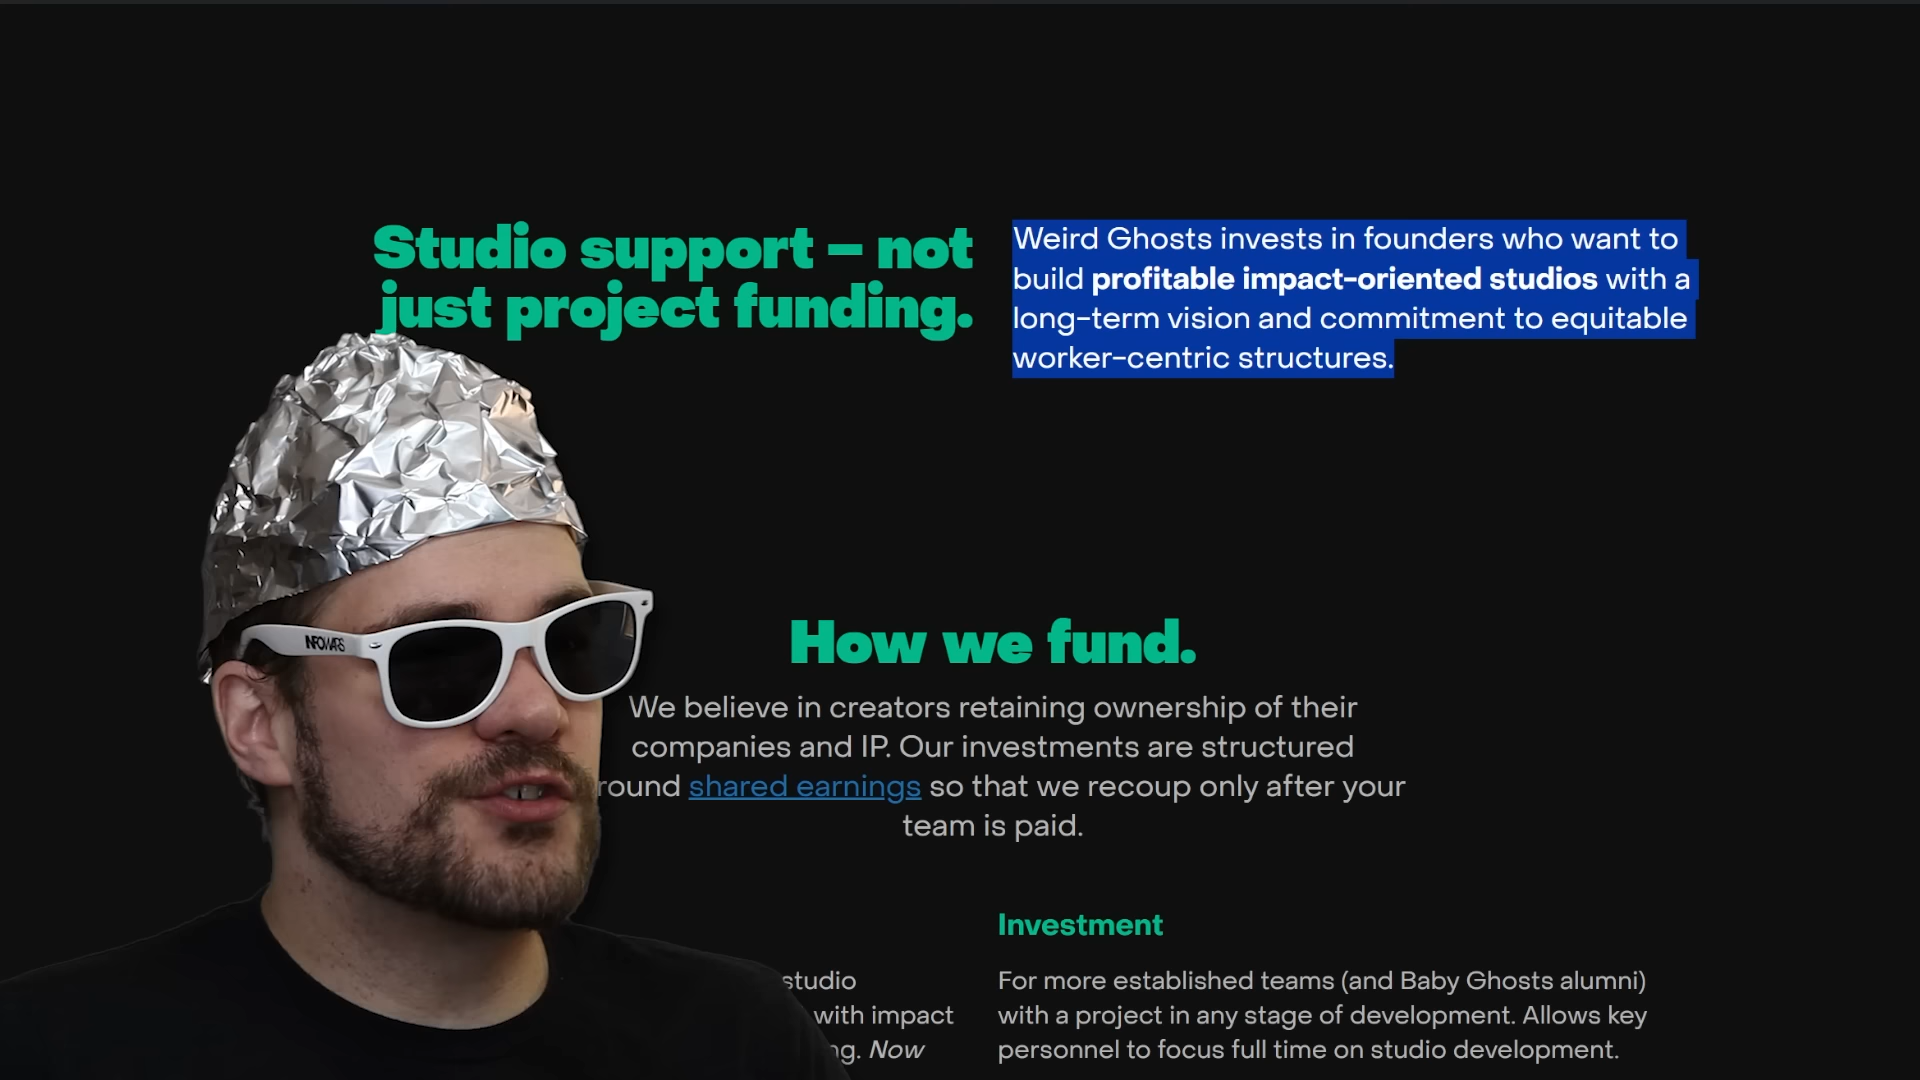 Studio support – not
just project funding.
Weird Ghosts invests in founders who want to
build profitable impact-oriented studios with a
long-term vision and commitment to equitable
worker-centric structures.
INFOWARS
How we fund.
We believe in creators retaining ownership of their
companies and IP. Our investments are structured
round shared earnings so that we recoup only after your
team is paid.
studio
with impact
ng. Now
Investment
For more established teams (and Baby Ghosts alumni)
with a project in any stage of development. Allows key
personnel to focus full time on studio development.